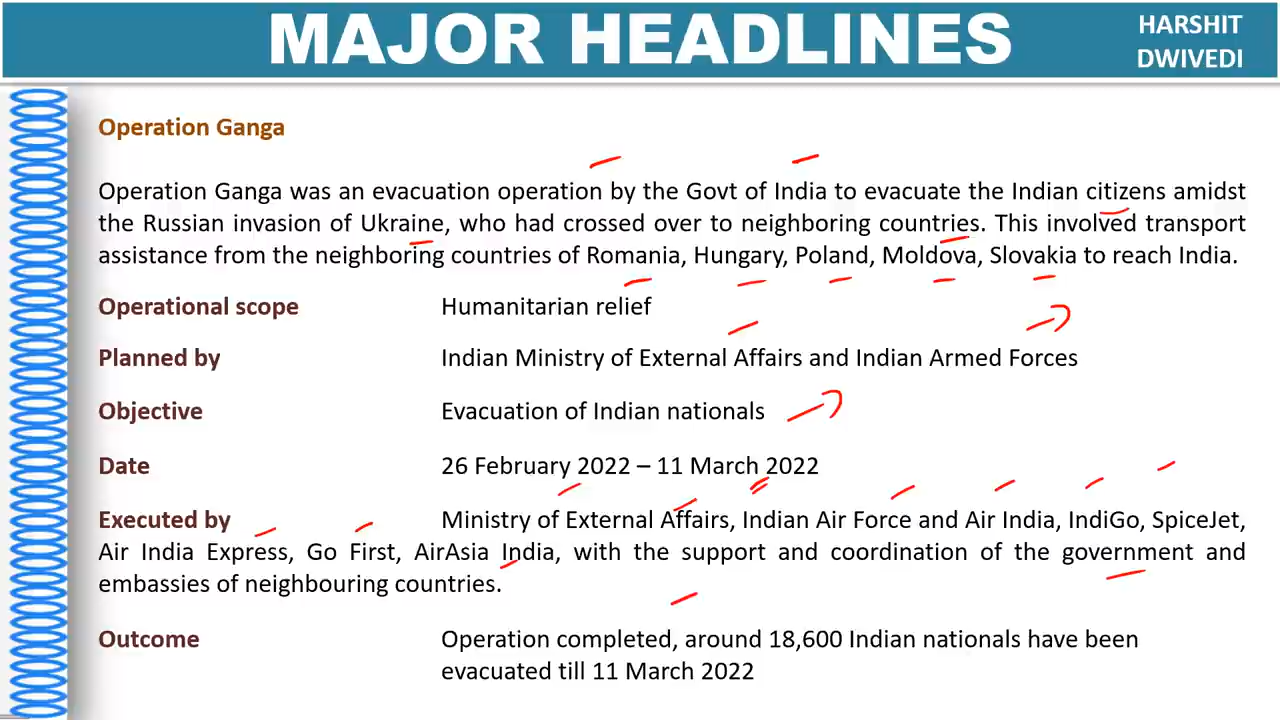 MAJOR HEADLINES
HARSHIT
DWIVEDI
Operation Ganga
Operation Ganga was an evacuation operation by the Govt of India to evacuate the Indian citizens amidst
the Russian invasion of Ukraine, who had crossed over to neighboring countries. This involved transport
assistance from the neighboring countries of Romania, Hungary, Poland, Moldova, Slovakia to reach India.
Operational scope Humanitarian relief
Planned by Indian Ministry of External Affairs and Indian Armed Forces
Objective Evacuation of Indian nationals
Date 26 February 2022 – 11 March 2022
Executed by Ministry of External Affairs, Indian Air Force and Air India, IndiGo, SpiceJet,
Air India Express, Go First, AirAsia India, with the support and coordination of the government and
embassies of neighbouring countries.
Outcome Operation completed, around 18,600 Indian nationals have been
evacuated till 11 March 2022